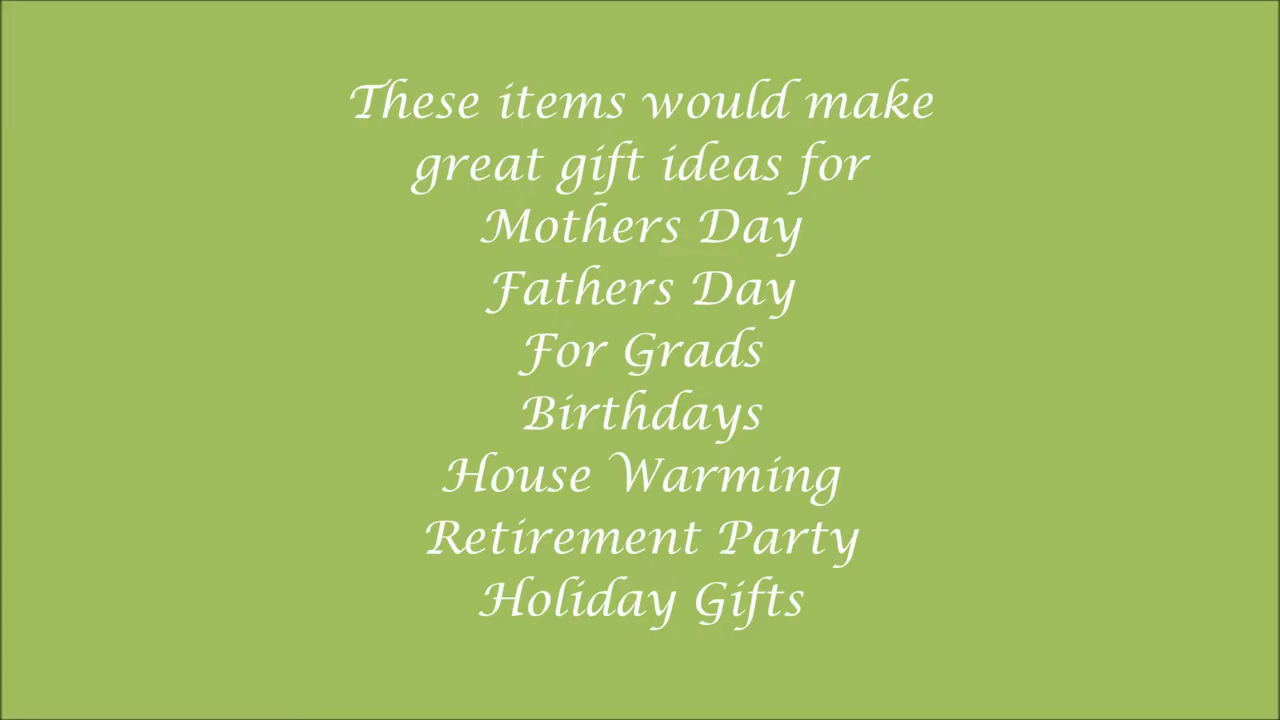 These items would make
great gift ideas for
Mothers Day
Fathers Day
For Grads
Birthdays
House Warming
Retirement Party
Holiday Gifts